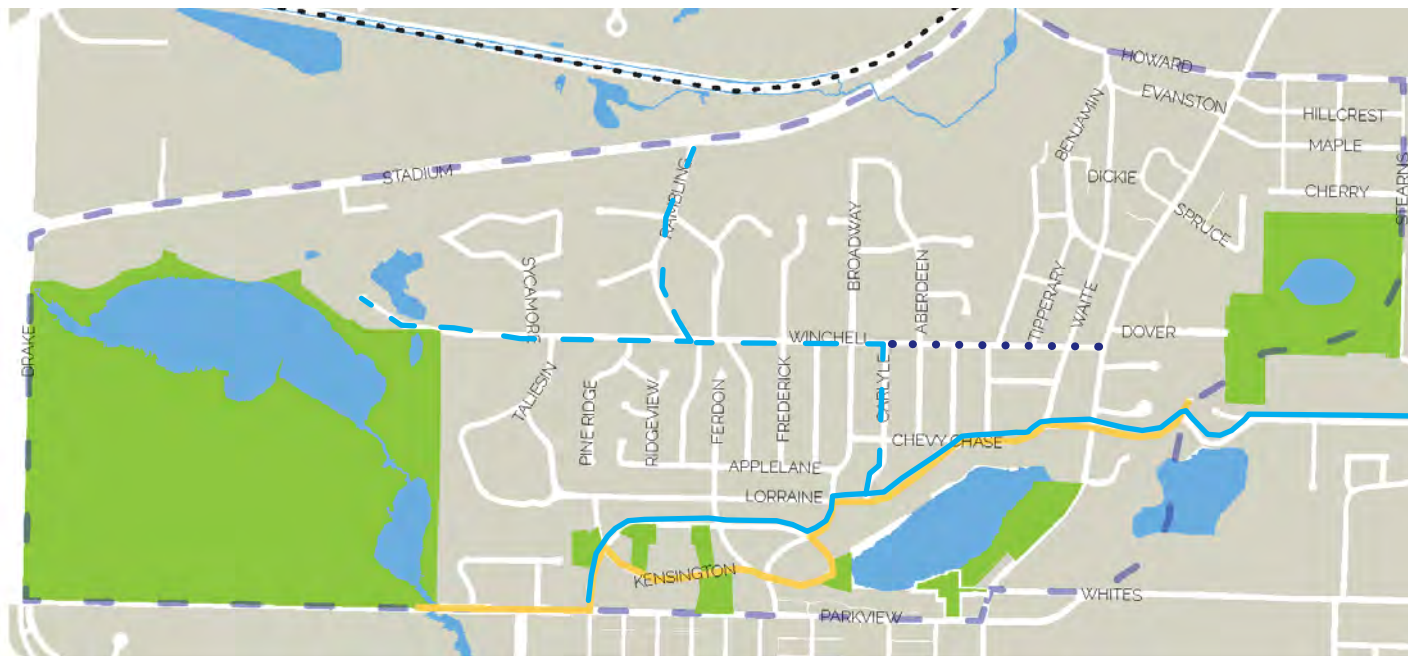 HOWARD
EVANSTON
HILLCREST
MAPLE
CHERRY
STEARNS
BENJAMIN
DICKIE
SPRUCE
STADIUM
RAMBLING
BROADWAY
SYCAMORE
ABERDEEN
TIPPERARY
WAITE
DOVER
DRAKE
WINCHELL
TALIESIN
PINE RIDGE
RIDGEVIEW
FERDON
FREDERICK
CARLYLE
CHEVY CHASE
APPLELANE
LORRAINE
KENSINGTON
WHITES
PARKVIEW